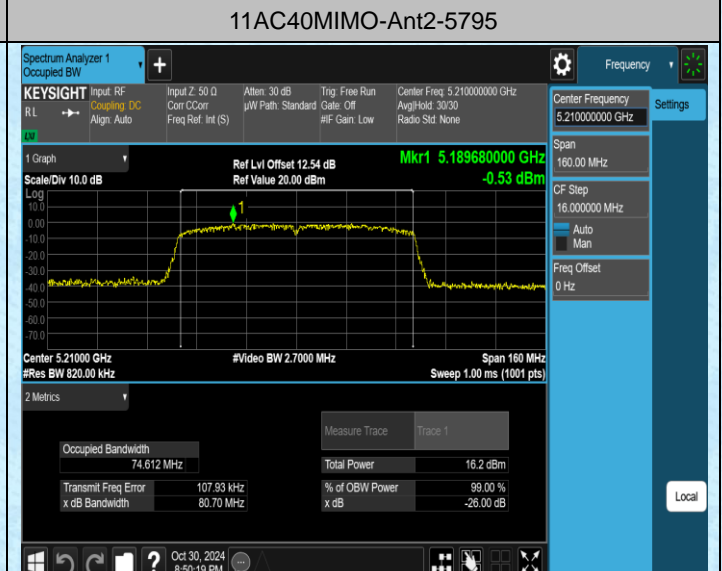 11AC40MIMO-Ant2-5795
Spectrum Analyzer 1
Occupied BW
Frequency
KEYSIGHT
RL
LXI
Input: RF
Coupling: DC
Align: Auto
Input Z: 50 Ω
Corr CCorr
Freq Ref: Int (S)
Atten: 30 dB
µW Path: Standard
Trig: Free Run
Gate: Off
#IF Gain: Low
Center Freq: 5.210000000 GHz
Avg|Hold: 30/30
Radio Std: None
Center Frequency
5.210000000 GHz
Settings
Span
160.00 MHz
CF Step
16.000000 MHz
Auto
Man
Freq Offset
0 Hz
1 Graph
Scale/Div 10.0 dB
Ref Lvl Offset 12.54 dB
Ref Value 20.00 dBm
Mkr1 5.189680000 GHz
-0.53 dBm
Log
10.0
0.00
-10.0
-20.0
-30.0
-40.0
-50.0
-60.0
-70.0
1
Center 5.21000 GHz
#Res BW 820.00 kHz
#Video BW 2.7000 MHz
Span 160 MHz
Sweep 1.00 ms (1001 pts)
2 Metrics
Measure Trace Trace 1
Occupied Bandwidth
74.612 MHz
Total Power 16.2 dBm
Transmit Freq Error 107.93 kHz
% of OBW Power 99.00 %
x dB Bandwidth 80.70 MHz
x dB -26.00 dB
Local
Oct 30, 2024
8:50:19 PM